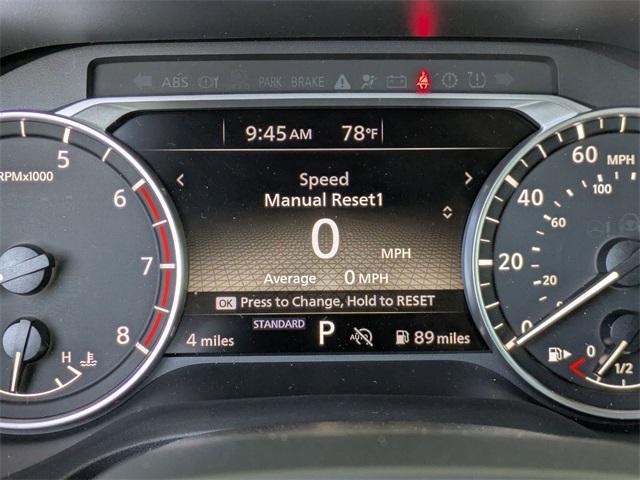 ABS PARK BRAKE
9:45 AM 78°F
Speed
Manual Reset1
0 MPH
Average 0 MPH
OK Press to Change, Hold to RESET
STANDARD
4 miles P AUTO 89 miles
RPMx1000
5
6
7
8
H
60 MPH
100
40
60
20
20
0
0
0
1/2